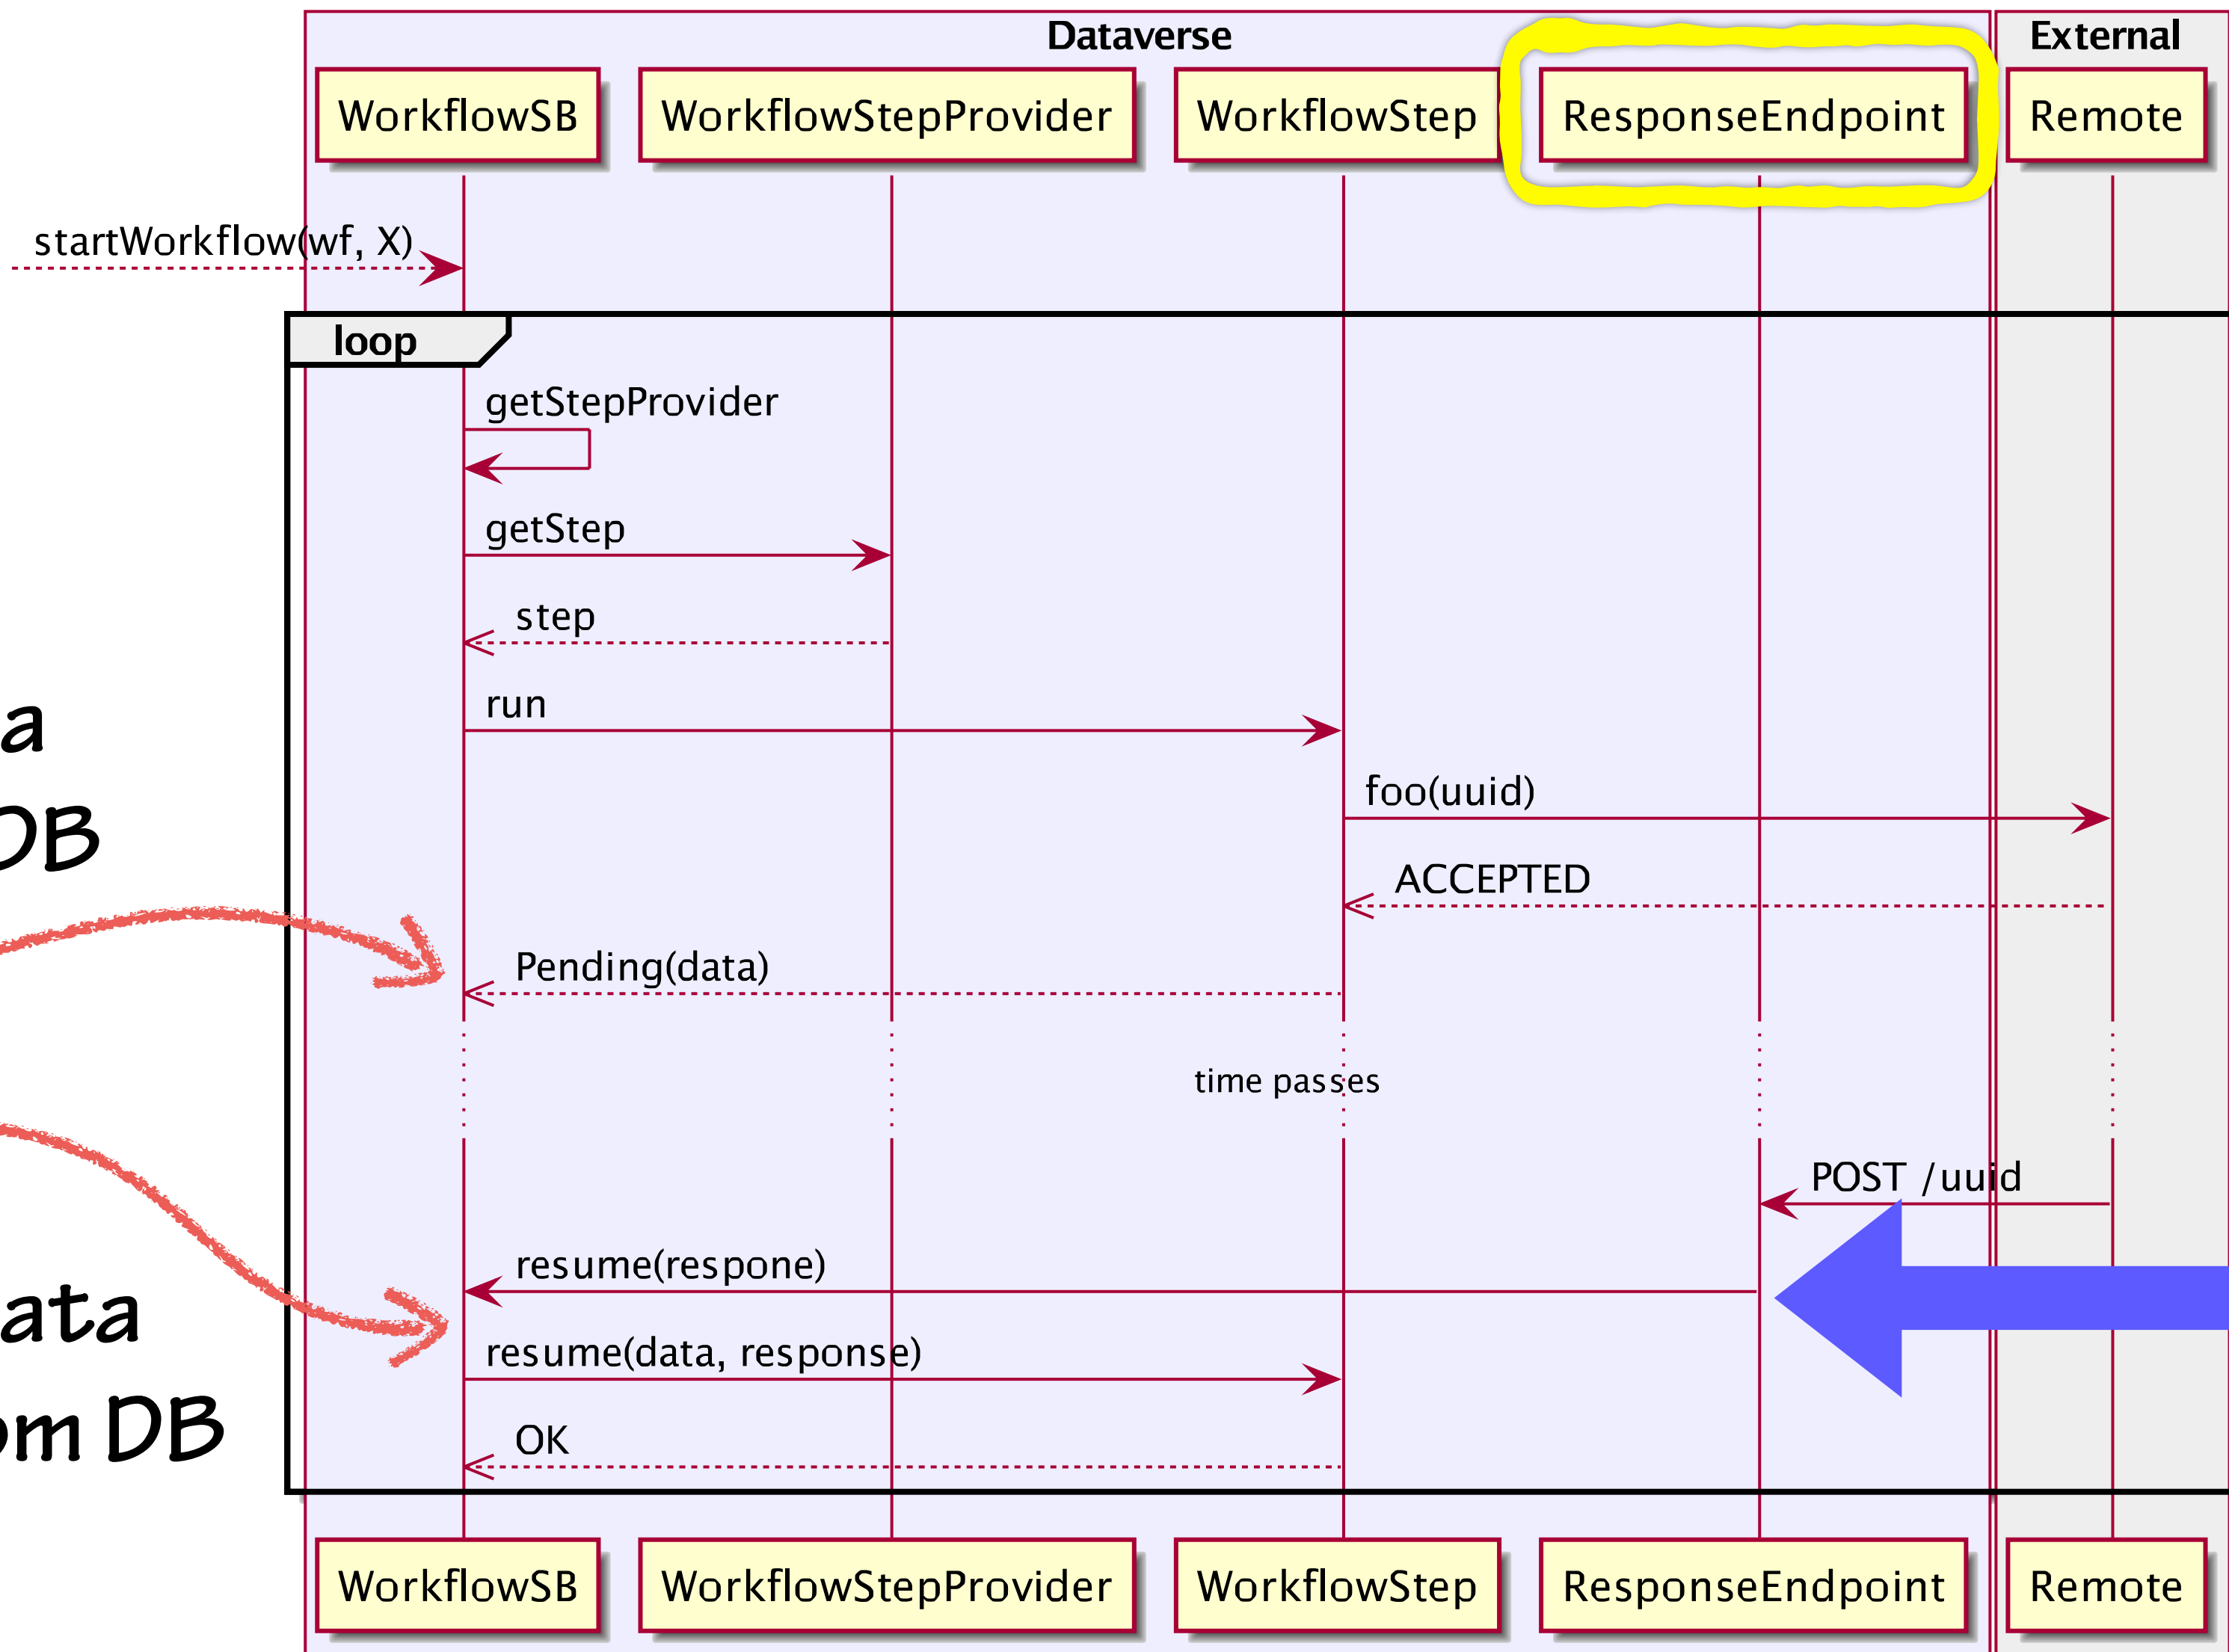 Dataverse
External
WorkflowSB
WorkflowStepProvider
WorkflowStep
ResponseEndpoint
Remote
startWorkflow(wf, X)
loop
getStepProvider
getStep
step
run
a
DB
foo(uuid)
ACCEPTED
Pending(data)
time passes
POST /uuid
resume(respone)
ata
resume(data, response)
om DB
OK
WorkflowSB
WorkflowStepProvider
WorkflowStep
ResponseEndpoint
Remote